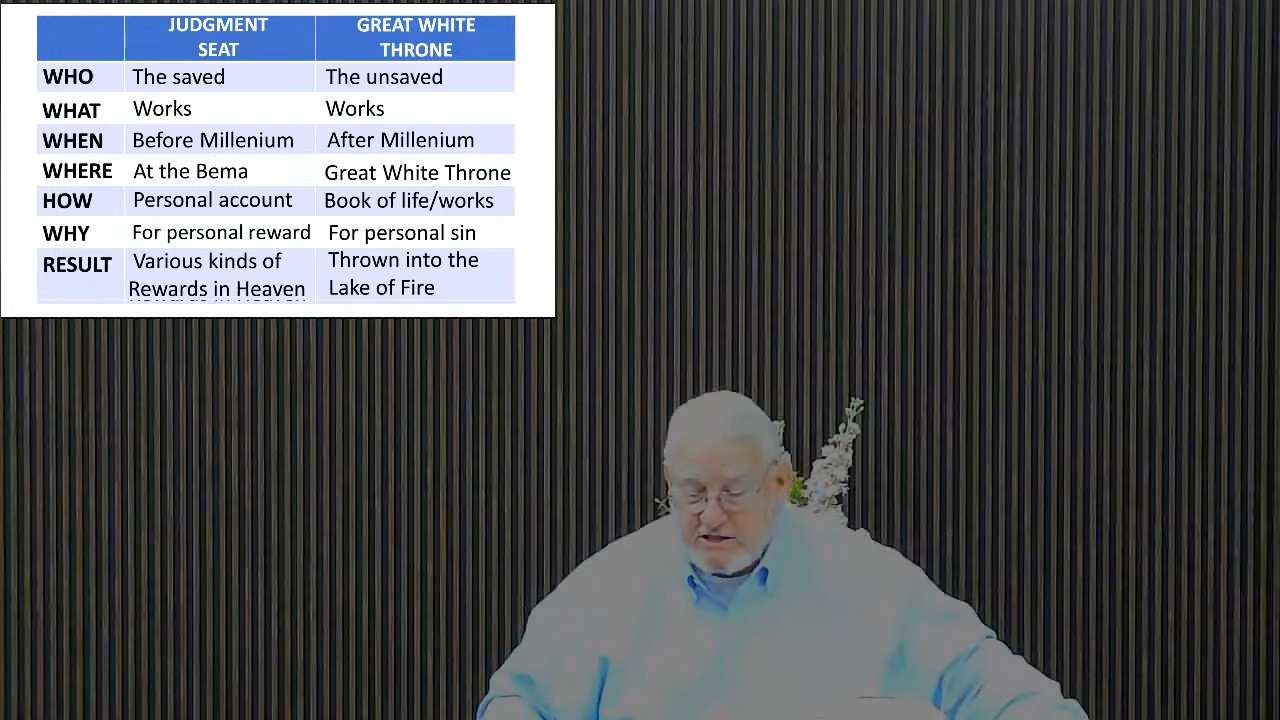 JUDGMENT SEAT GREAT WHITE THRONE
WHO The saved The unsaved
WHAT Works Works
WHEN Before Millenium After Millenium
WHERE At the Bema Great White Throne
HOW Personal account Book of life/works
WHY For personal reward For personal sin
RESULT Various kinds of Thrown into the
Rewards in Heaven Lake of Fire